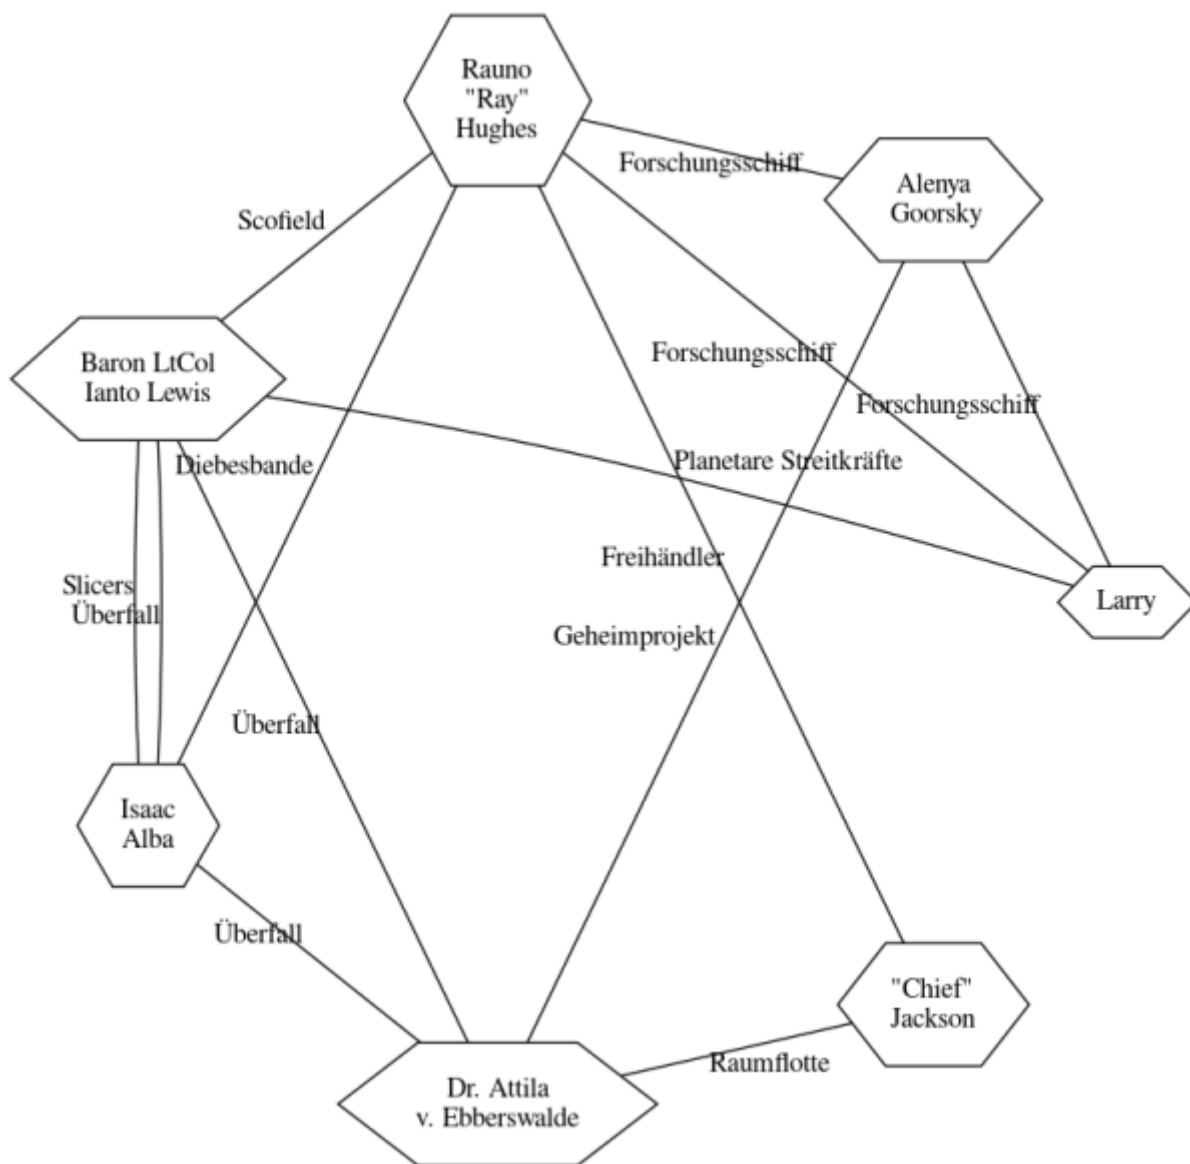 Rauno
"Ray"
Hughes
Forschungsschiff
Alenya
Goorsky
Scofield
Baron LtCol
Ianto Lewis
Forschungsschiff
Forschungsschiff
Diebesbande
Planetare Streitkräfte
Freihändler
Slicers
Überfall
Larry
Geheimprojekt
Überfall
Isaac
Alba
Überfall
"Chief"
Jackson
Raumflotte
Dr. Attila
v. Ebberswalde